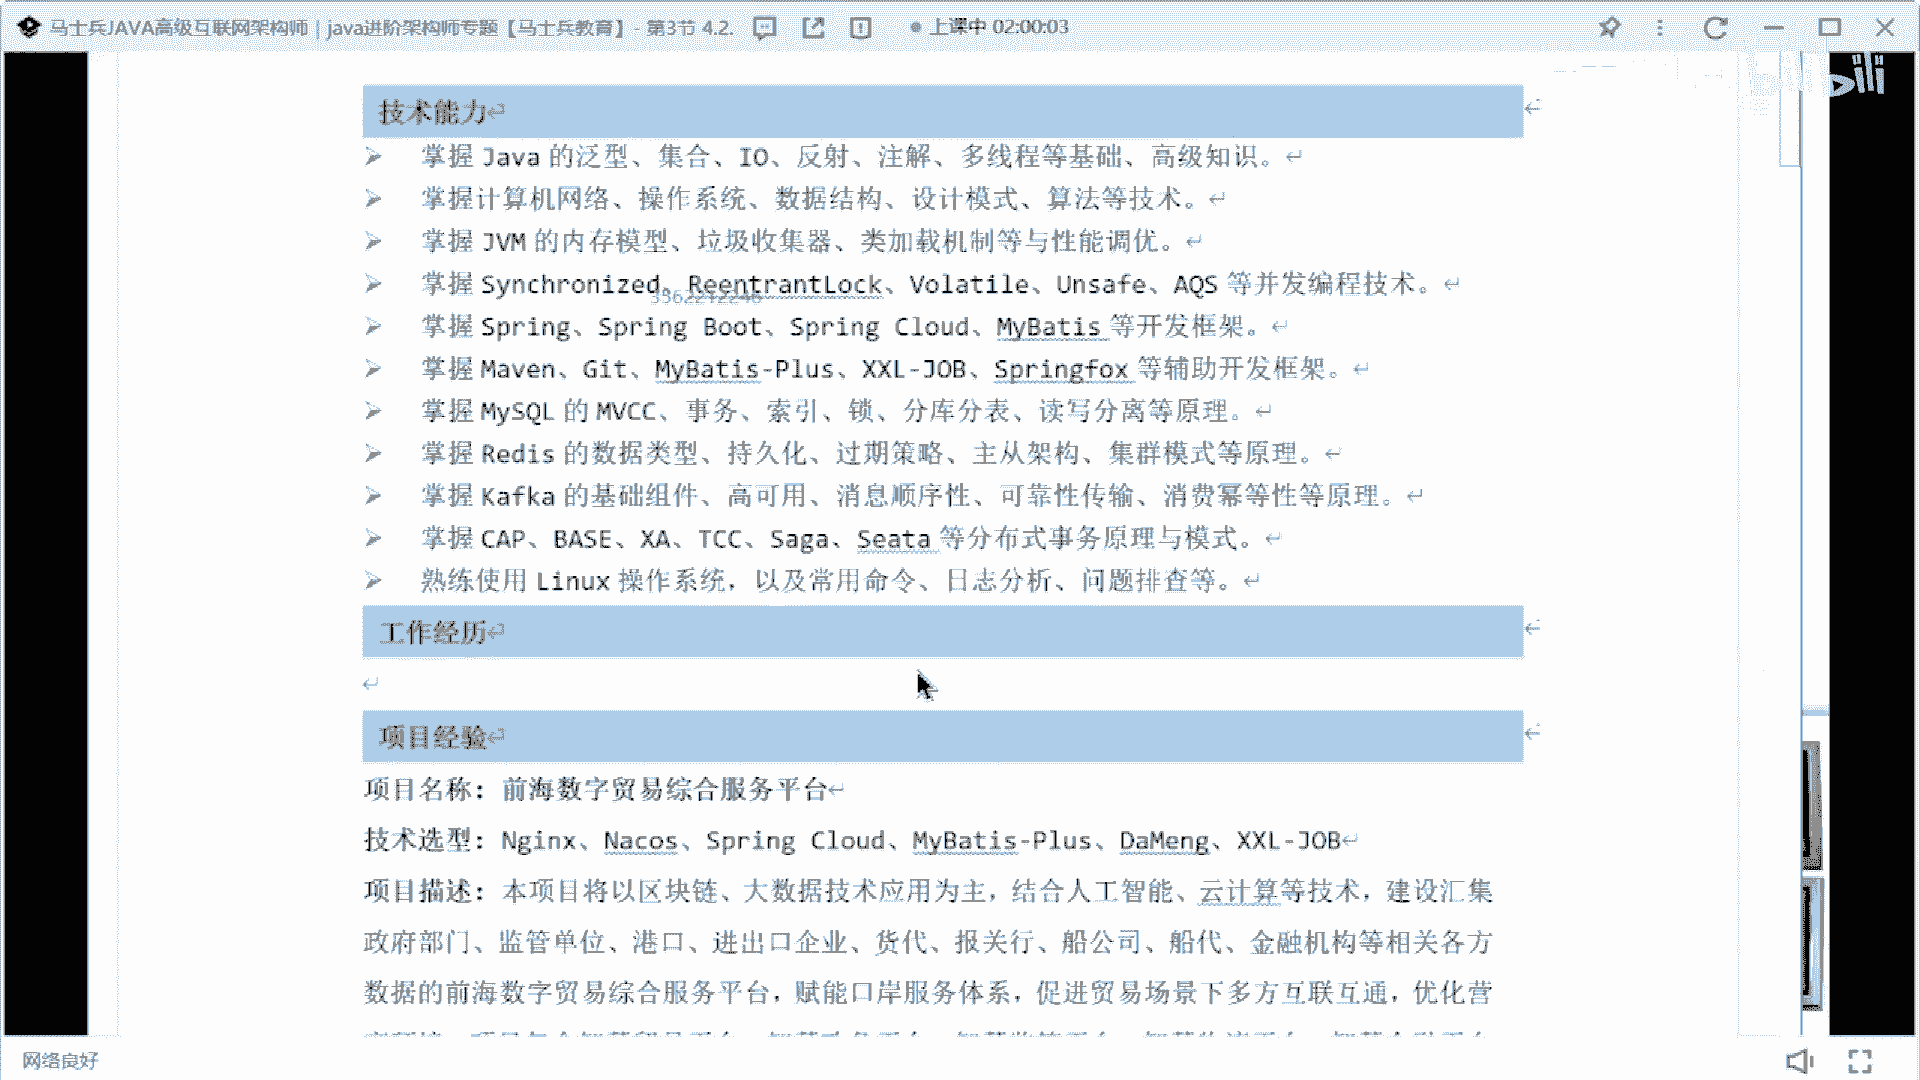 马士兵JAVA高级互联网架构师 | java进阶架构师专题【马士兵教育】- 第3节 4.2.
上课中 02:00:03
技术能力
掌握 Java 的泛型、集合、IO、反射、注解、多线程等基础、高级知识。
掌握计算机网络、操作系统、数据结构、设计模式、算法等技术。
掌握 JVM 的内存模型、垃圾收集器、类加载机制等与性能调优。
掌握 Synchronized、ReentrantLock、Volatile、Unsafe、AQS 等并发编程技术。
掌握 Spring、Spring Boot、Spring Cloud、MyBatis 等开发框架。
掌握 Maven、Git、MyBatis-Plus、XXL-JOB、Springfox 等辅助开发框架。
掌握 MySQL 的 MVCC、事务、索引、锁、分库分表、读写分离等原理。
掌握 Redis 的数据类型、持久化、过期策略、主从架构、集群模式等原理。
掌握 Kafka 的基础组件、高可用、消息顺序性、可靠性传输、消费幂等性等原理。
掌握 CAP、BASE、XA、TCC、Saga、Seata 等分布式事务原理与模式。
熟练使用 Linux 操作系统，以及常用命令、日志分析、问题排查等。
工作经历
项目经验
项目名称：前海数字贸易综合服务平台
技术选型：Nginx、Nacos、Spring Cloud、MyBatis-Plus、DaMeng、XXL-JOB
项目描述：本项目将以区块链、大数据技术应用为主，结合人工智能、云计算等技术，建设汇集
政府部门、监管单位、港口、进出口企业、货代、报关行、船公司、船代、金融机构等相关各方
数据的前海数字贸易综合服务平台，赋能口岸服务体系，促进贸易场景下多方互联互通，优化营
网络良好